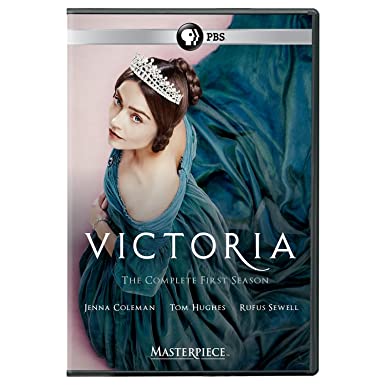 PBS
VICTORIA
THE COMPLETE FIRST SEASON
JENNA COLEMAN TOM HUGHES RUFUS SEWELL
MASTERPIECE